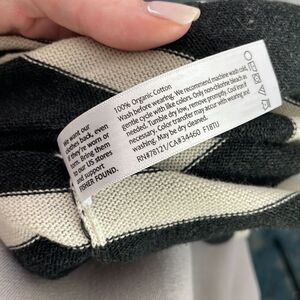 100% Organic Cotton
Wash before wearing. We recommend machine wash cold,
gentle cycle with like colors. Only non-chlorine bleach as
needed. Tumble dry low, remove promptly. Cool iron if
necessary. Color transfer may occur with wearing and
washing. May be dry cleaned.
RN#78121/CA#34460 F18TU
We want our
clothes back, even
if they're worn or
torn. Bring them
to our US stores
and support
FISHER FOUND.